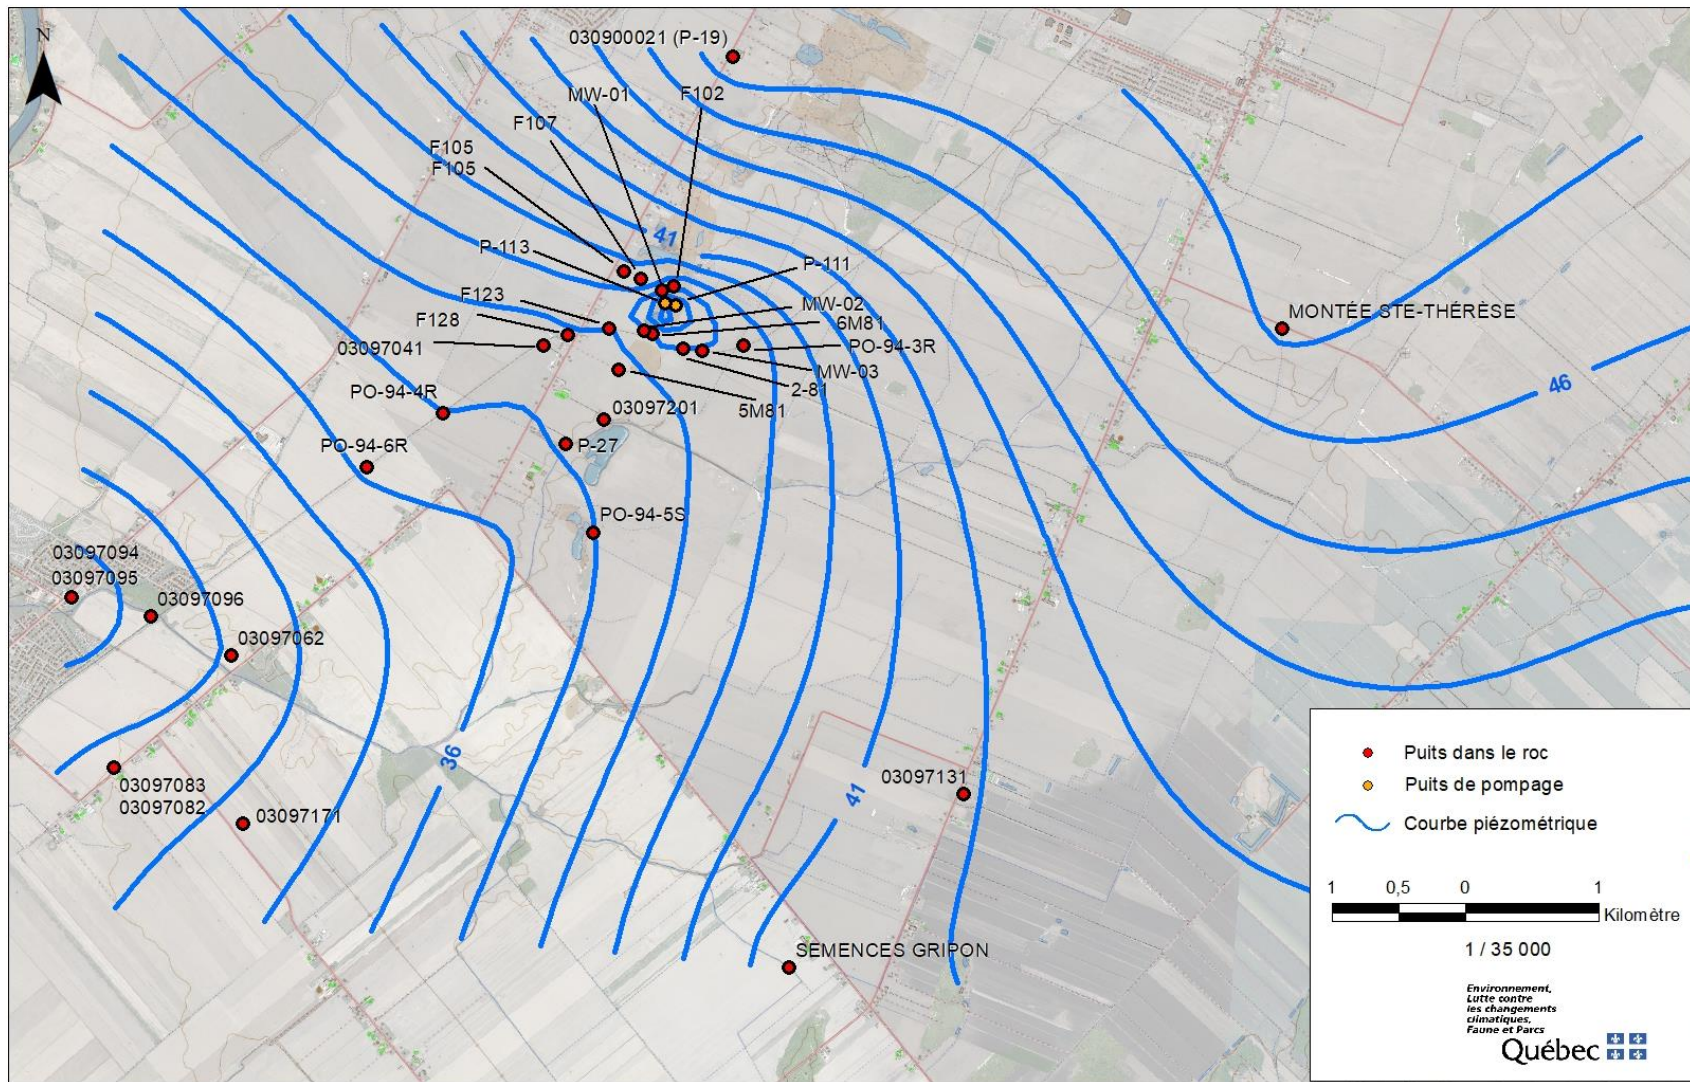 N
030900021 (P-19)
MW-01
F102
F107
F105
F105
41
P-113
P-111
F123
MW-02
F128
6M81
MONTÉE STE-THÉRÈSE
03097041
PO-94-3R
MW-03
46
2-81
PO-94-4R
5M81
03097201
PO-94-6R
P-27
PO-94-5S
03097094
03097095
03097096
03097062
36
03097131
41
03097083
03097082
03097171
SEMENCES GRIPON
Puits dans le roc
Puits de pompage
Courbe piézométrique
1 0,5 0 1
Kilomètre
1 / 35 000
Environnement,
Lutte contre
les changements
climatiques,
Faune et Parcs
Québec